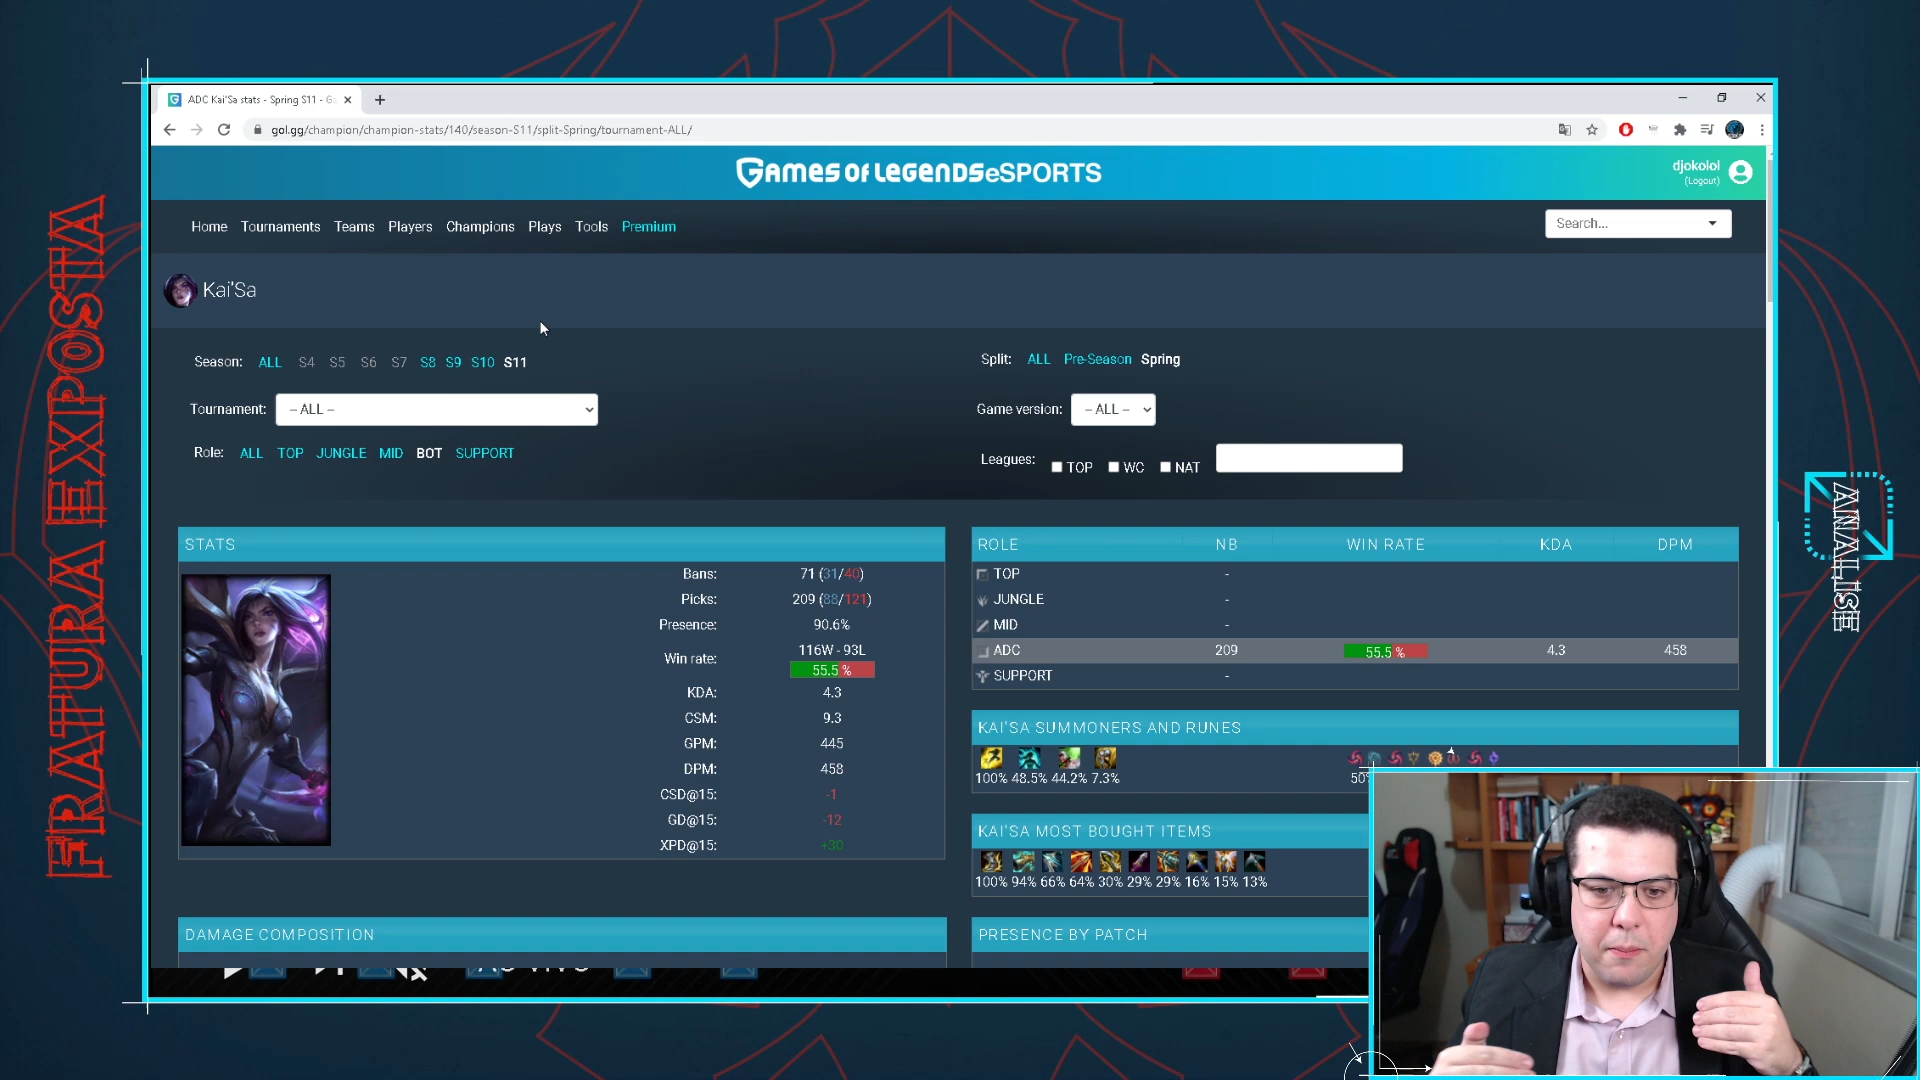 ADC Kai'Sa stats - Spring S11 - G
gol.gg/champion/champion-stats/140/season-S11/split-Spring/tournament-ALL/
GAMES OF LEGENDS eSPORTS
djokolol
(Logout)
Home Tournaments Teams Players Champions Plays Tools Premium
Search...
Kai'Sa
Season: ALL S4 S5 S6 S7 S8 S9 S10 S11
Split: ALL Pre-Season Spring
Tournament: -- ALL --
Game version: -- ALL --
Role: ALL TOP JUNGLE MID BOT SUPPORT
Leagues: TOP WC NAT
STATS
Bans: 71 (31/40)
Picks: 209 (88/121)
Presence: 90.6%
Win rate: 116W - 93L
55.5 %
KDA: 4.3
CSM: 9.3
GPM: 445
DPM: 458
CSD@15: -1
GD@15: -12
XPD@15: +30
ROLE NB WIN RATE KDA DPM
TOP -
JUNGLE -
MID -
ADC 209 55.5 % 4.3 458
SUPPORT -
KAI'SA SUMMONERS AND RUNES
100% 48.5% 44.2% 7.3%
50%
KAI'SA MOST BOUGHT ITEMS
100% 94% 66% 64% 30% 29% 29% 16% 15% 13%
DAMAGE COMPOSITION
PRESENCE BY PATCH
AO VIVO
FRATURA EXPOSTA
ANÁLISE